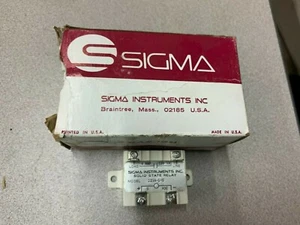 SIGMA
SIGMA INSTRUMENTS INC
Braintree, Mass., 02185 U.S.A.
PRINTED IN U.S.A.
MADE IN U.S.A.
SIGMA INSTRUMENTS INC.
SOLID STATE RELAY